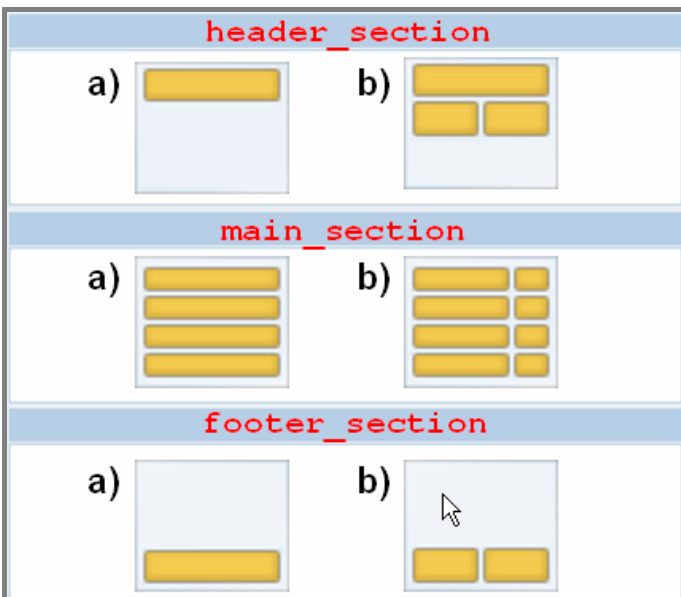 header_section
a) b)
main_section
a) b)
footer_section
a) b)